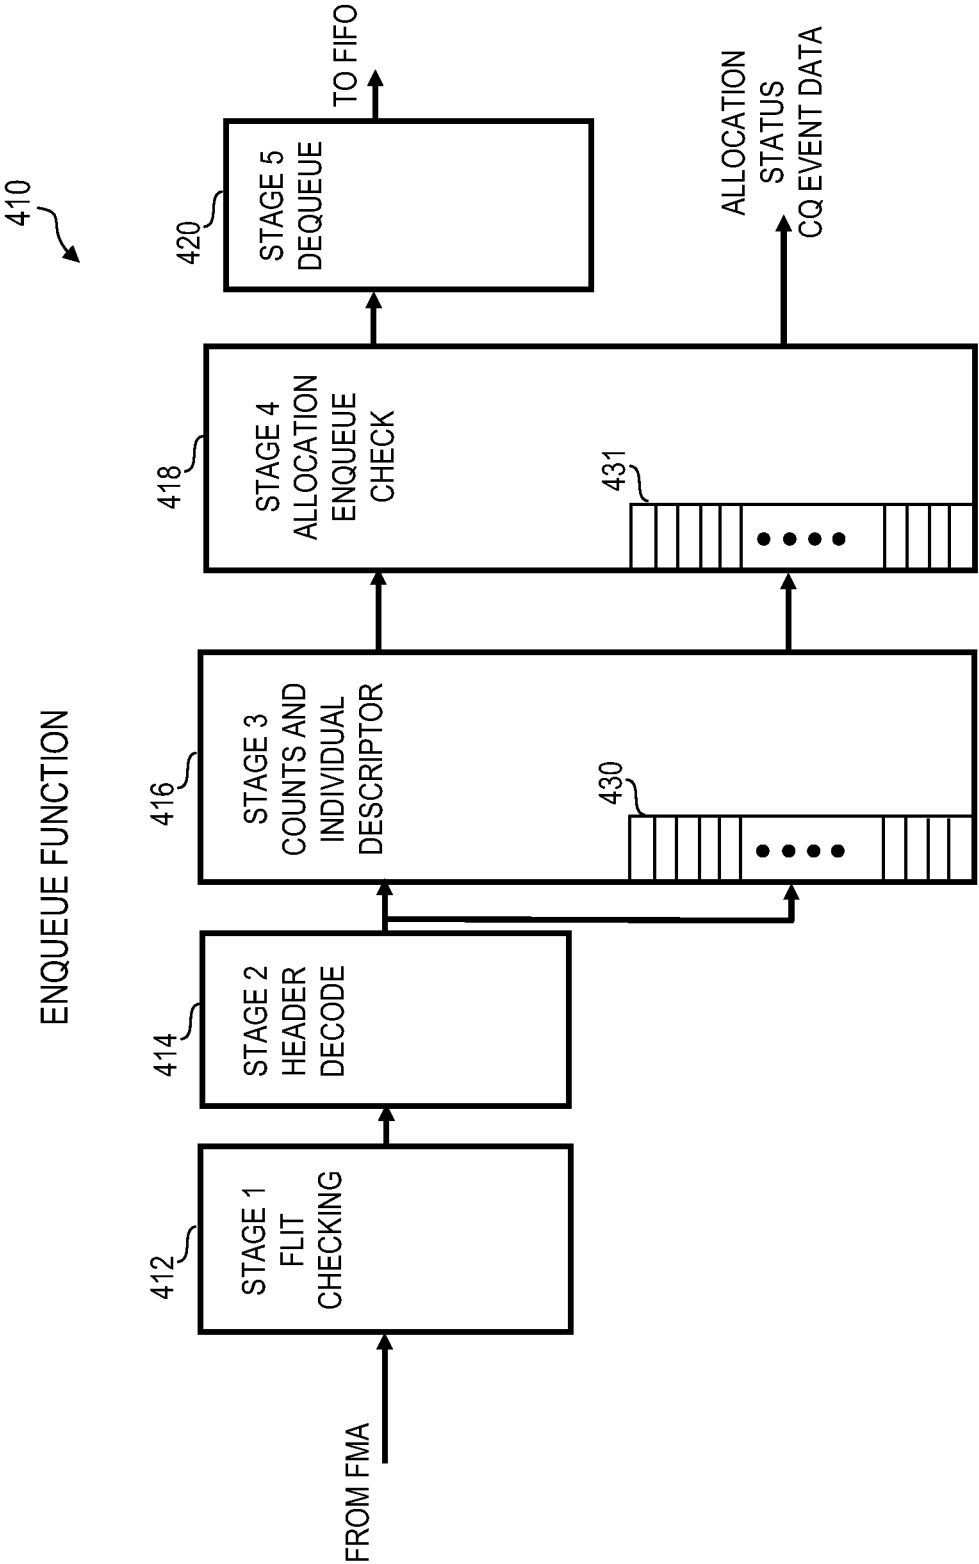 ENQUEUE FUNCTION
410
FROM FMA
412
STAGE 1
FLIT
CHECKING
414
STAGE 2
HEADER
DECODE
416
STAGE 3
COUNTS AND
INDIVIDUAL
DESCRIPTOR
430
418
STAGE 4
ALLOCATION
ENQUEUE
CHECK
431
420
STAGE 5
DEQUEUE
TO FIFO
ALLOCATION
STATUS
CQ EVENT DATA